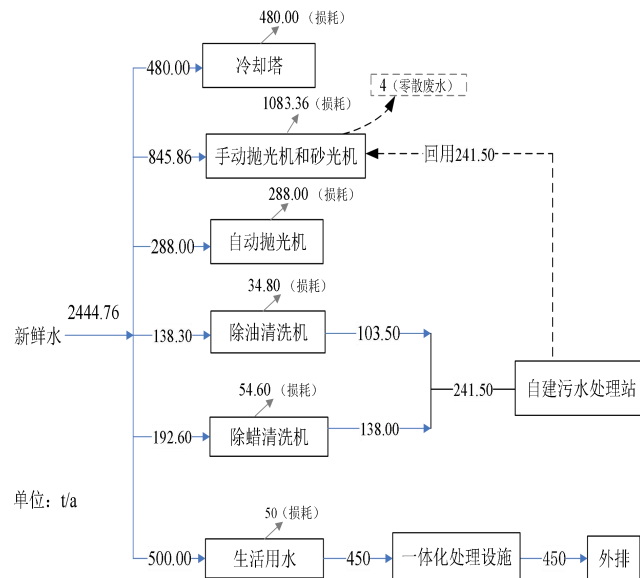 480.00（损耗）
480.00
冷却塔
1083.36（损耗）
4（零散废水）
845.86
手动抛光机和砂光机
回用241.50
288.00（损耗）
288.00
自动抛光机
34.80（损耗）
2444.76
新鲜水
138.30
除油清洗机
103.50
54.60（损耗）
241.50
自建污水处理站
192.60
除蜡清洗机
138.00
单位：t/a
50（损耗）
500.00
生活用水
450
一体化处理设施
450
外排